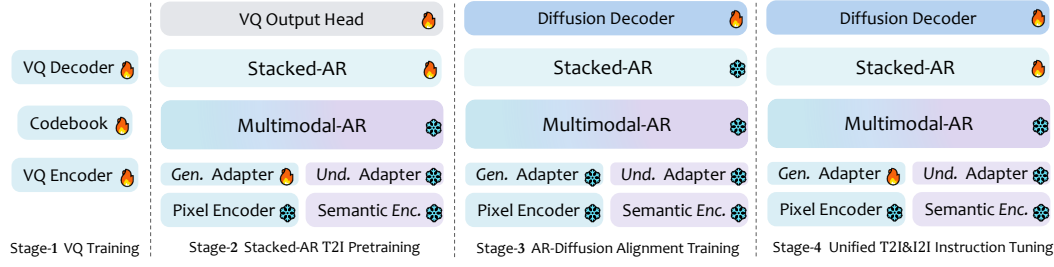 VQ Decoder
Codebook
VQ Encoder
Stage-1 VQ Training
VQ Output Head
Stacked-AR
Multimodal-AR
Gen. Adapter
Und. Adapter
Pixel Encoder
Semantic Enc.
Stage-2 Stacked-AR T2I Pretraining
Diffusion Decoder
Stacked-AR
Multimodal-AR
Gen. Adapter
Und. Adapter
Pixel Encoder
Semantic Enc.
Stage-3 AR-Diffusion Alignment Training
Diffusion Decoder
Stacked-AR
Multimodal-AR
Gen. Adapter
Und. Adapter
Pixel Encoder
Semantic Enc.
Stage-4 Unified T2I&I2I Instruction Tuning